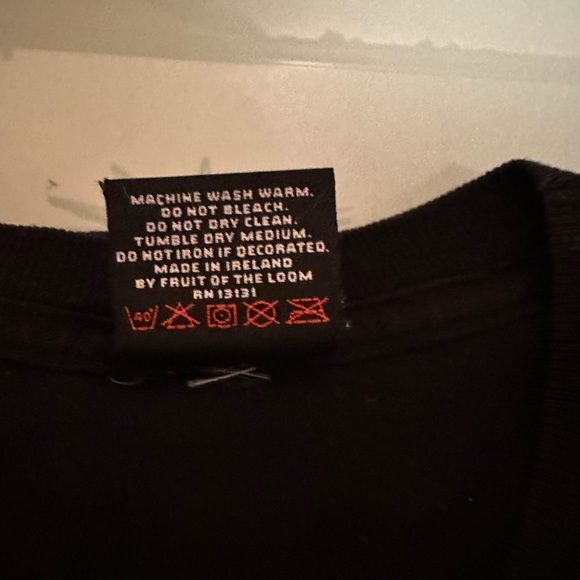 MACHINE WASH WARM.
DO NOT BLEACH.
DO NOT DRY CLEAN.
TUMBLE DRY MEDIUM.
DO NOT IRON IF DECORATED.
MADE IN IRELAND
BY FRUIT OF THE LOOM
RN 13131
40